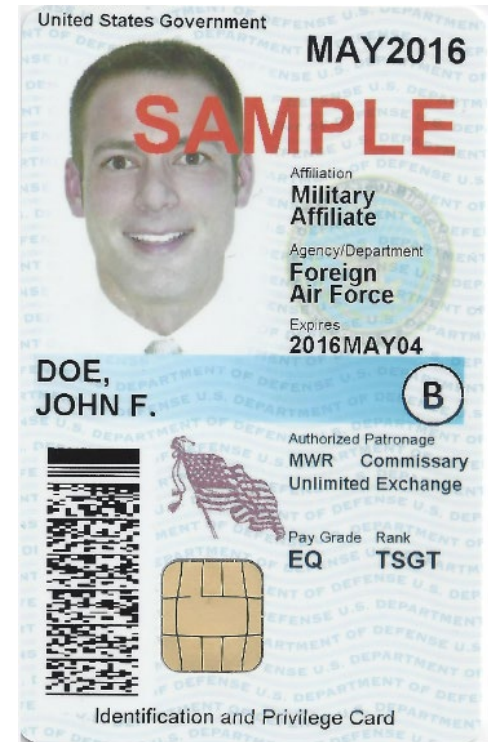 United States Government
MAY2016
SAMPLE
Affiliation
Military
Affiliate
Agency/Department
Foreign
Air Force
Expires
2016MAY04
DOE,
JOHN F.
B
Authorized Patronage
MWR Commissary
Unlimited Exchange
Pay Grade Rank
EQ TSGT
Identification and Privilege Card